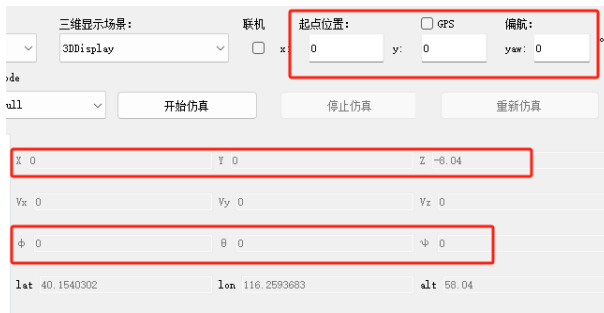 三维显示场景: 联机 起点位置: GPS 偏航:
3DDisplay x: 0 y: 0 yaw: 0 °
ode
ull 开始仿真 停止仿真 重新仿真
X 0 Y 0 Z -8.04
Vx 0 Vy 0 Vz 0
ϕ 0 θ 0 ψ 0
lat 40.1540302 lon 116.2593683 alt 58.04